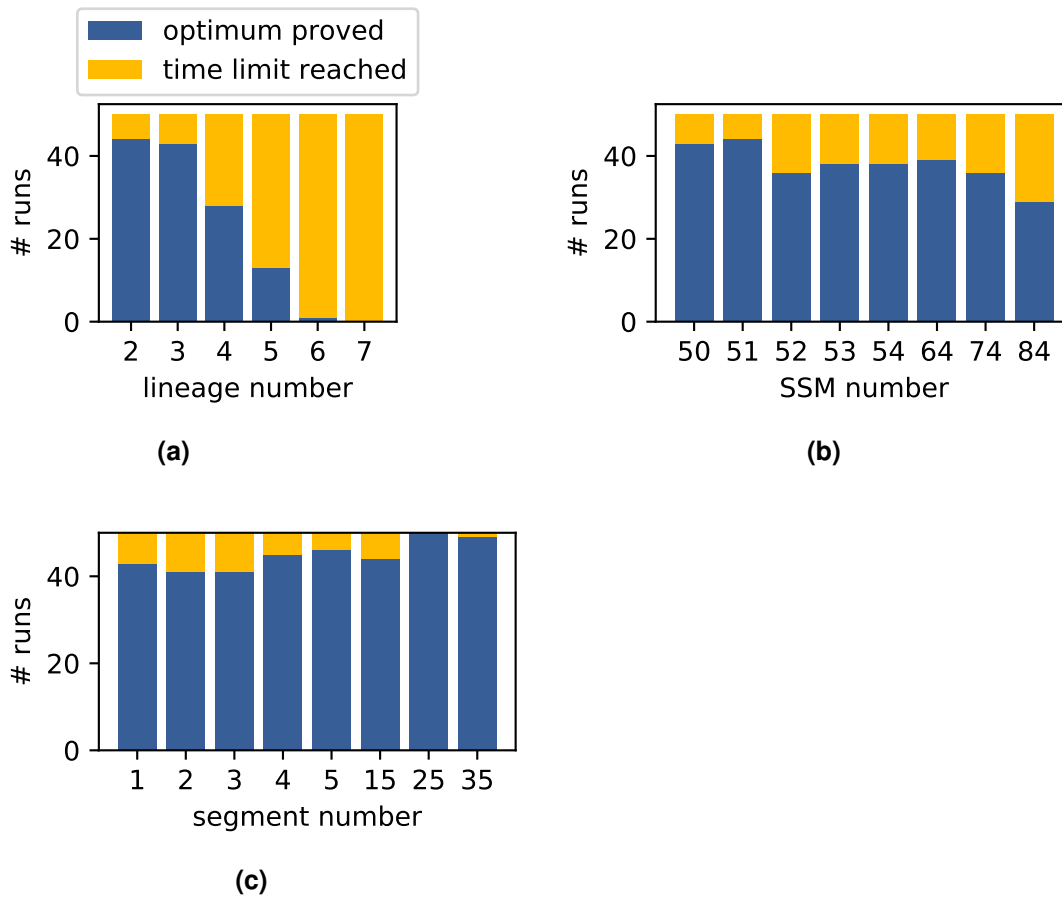 optimum proved
time limit reached
# runs
40
20
0
2 3 4 5 6 7
lineage number
(a)
# runs
40
20
0
50 51 52 53 54 64 74 84
SSM number
(b)
# runs
40
20
0
1 2 3 4 5 15 25 35
segment number
(c)